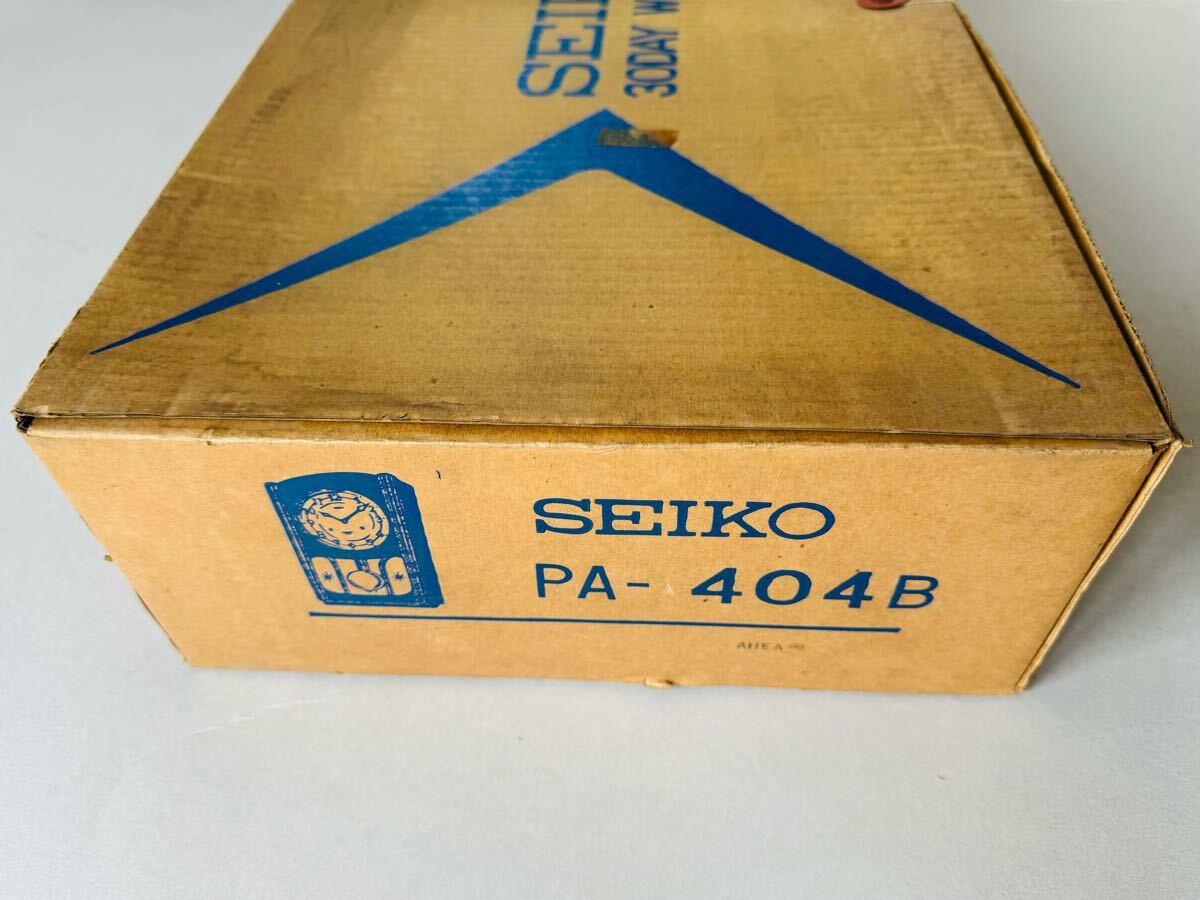 SEI
30DAY W
SEIKO
PA-404B